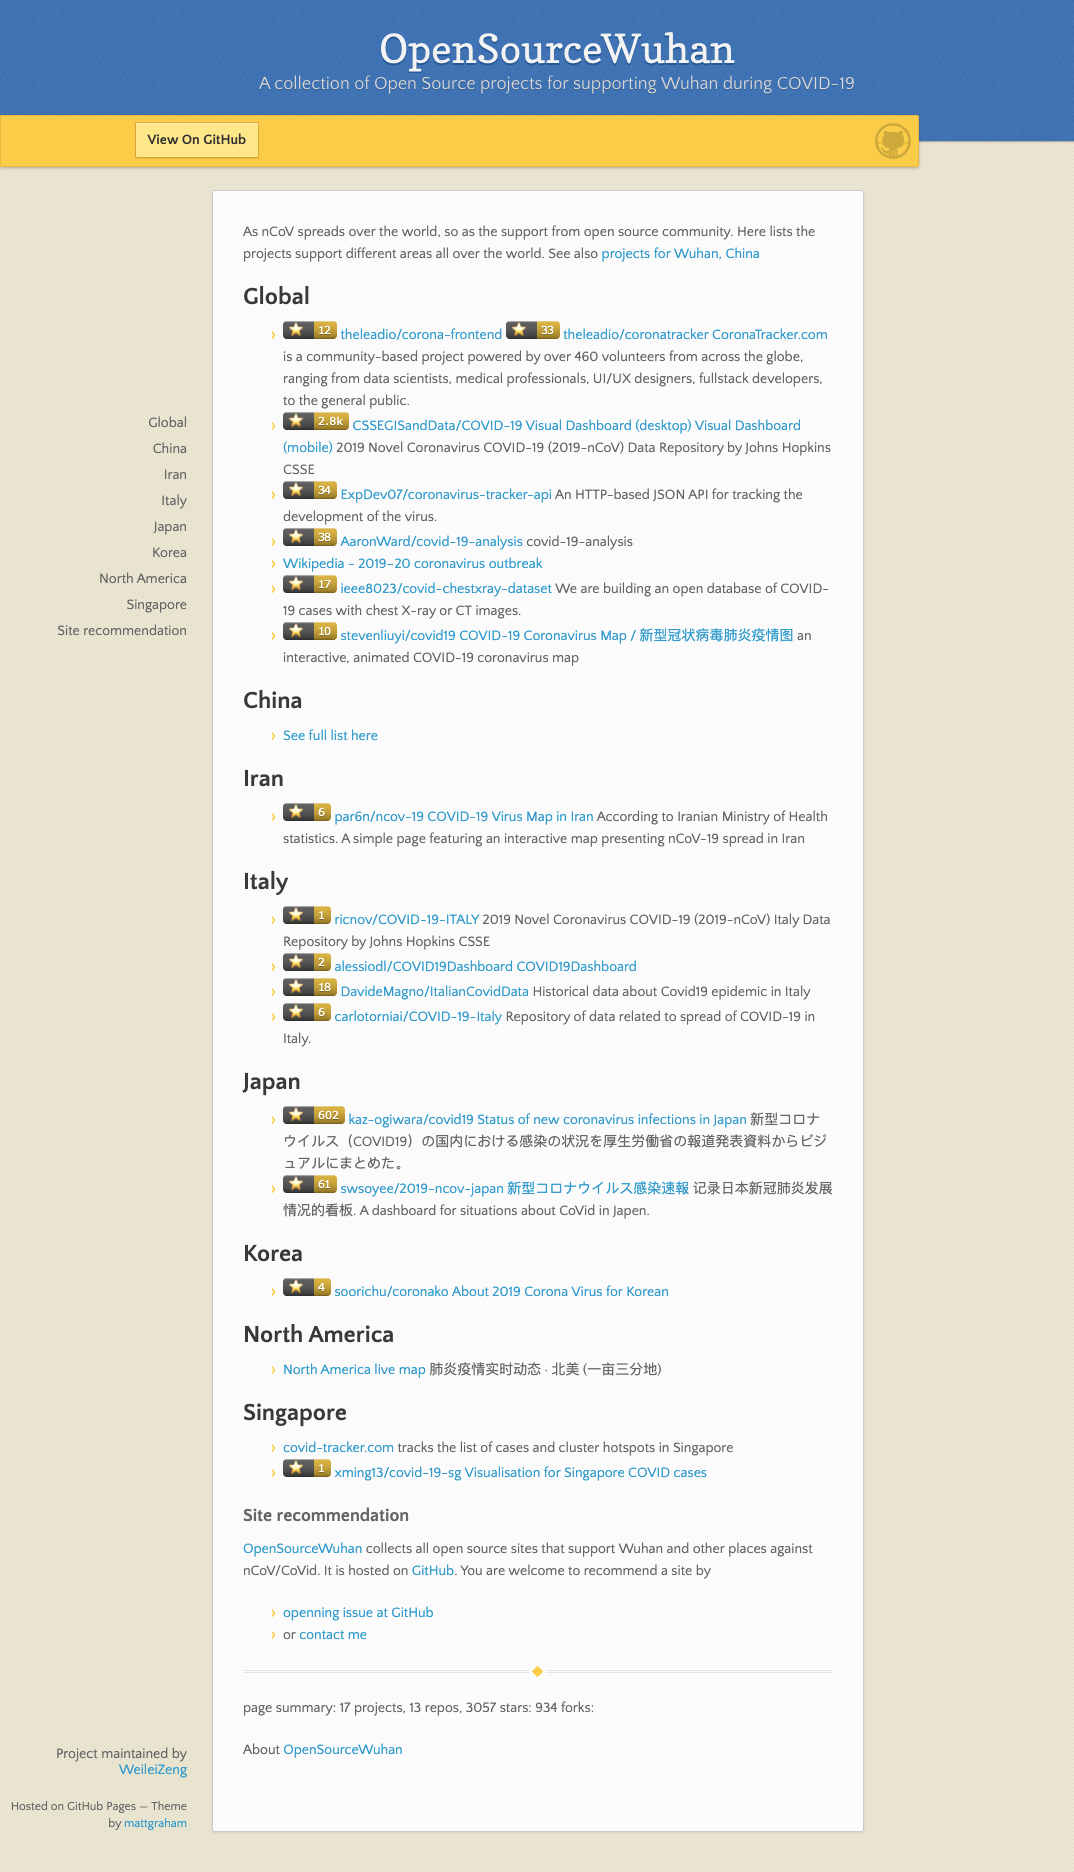 OpenSourceWuhan
A collection of Open Source projects for supporting Wuhan during COVID-19
View On GitHub
Global
China
Iran
Italy
Japan
Korea
North America
Singapore
Site recommendation
As nCoV spreads over the world, so as the support from open source community. Here lists the
projects support different areas all over the world. See also projects for Wuhan, China
Global
12 theleadio/corona-frontend 33 theleadio/coronatracker CoronaTracker.com
is a community-based project powered by over 460 volunteers from across the globe,
ranging from data scientists, medical professionals, UI/UX designers, fullstack developers,
to the general public.
2.8k CSSEGISandData/COVID-19 Visual Dashboard (desktop) Visual Dashboard
(mobile) 2019 Novel Coronavirus COVID-19 (2019-nCoV) Data Repository by Johns Hopkins
CSSE
34 ExpDev07/coronavirus-tracker-api An HTTP-based JSON API for tracking the
development of the virus.
38 AaronWard/covid-19-analysis covid-19-analysis
Wikipedia - 2019–20 coronavirus outbreak
17 ieee8023/covid-chestxray-dataset We are building an open database of COVID-
19 cases with chest X-ray or CT images.
10 stevenliuyi/covid19 COVID-19 Coronavirus Map / 新型冠状病毒肺炎疫情图 an
interactive, animated COVID-19 coronavirus map
China
See full list here
Iran
6 par6n/ncov-19 COVID-19 Virus Map in Iran According to Iranian Ministry of Health
statistics. A simple page featuring an interactive map presenting nCoV-19 spread in Iran
Italy
1 ricnov/COVID-19-ITALY 2019 Novel Coronavirus COVID-19 (2019-nCoV) Italy Data
Repository by Johns Hopkins CSSE
2 alessiodl/COVID19Dashboard COVID19Dashboard
18 DavideMagno/ItalianCovidData Historical data about Covid19 epidemic in Italy
6 carlotorniai/COVID-19-Italy Repository of data related to spread of COVID-19 in
Italy.
Japan
602 kaz-ogiwara/covid19 Status of new coronavirus infections in Japan 新型コロナ
ウイルス（COVID19）の国内における感染の状況を厚生労働省の報道発表資料からビジ
ュアルにまとめた。
61 swsoyee/2019-ncov-japan 新型コロナウイルス感染速報 记录日本新冠肺炎发展
情况的看板. A dashboard for situations about CoVid in Japen.
Korea
4 soorichu/coronako About 2019 Corona Virus for Korean
North America
North America live map 肺炎疫情实时动态 · 北美 (一亩三分地)
Singapore
covid-tracker.com tracks the list of cases and cluster hotspots in Singapore
1 xming13/covid-19-sg Visualisation for Singapore COVID cases
Site recommendation
OpenSourceWuhan collects all open source sites that support Wuhan and other places against
nCoV/CoVid. It is hosted on GitHub. You are welcome to recommend a site by
openning issue at GitHub
or contact me
page summary: 17 projects, 13 repos, 3057 stars: 934 forks:
About OpenSourceWuhan
Project maintained by
WeileiZeng
Hosted on GitHub Pages — Theme
by mattgraham